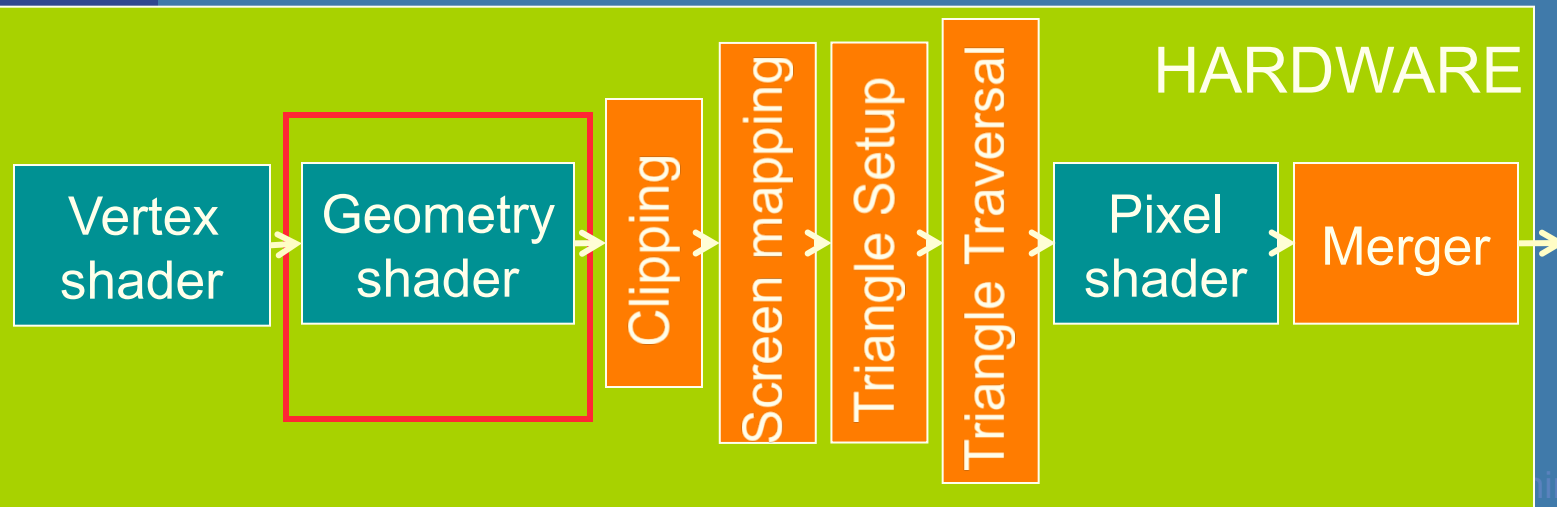 HARDWARE
Vertex
shader
Geometry
shader
Clipping
Screen mapping
Triangle Setup
Triangle Traversal
Pixel
shader
Merger